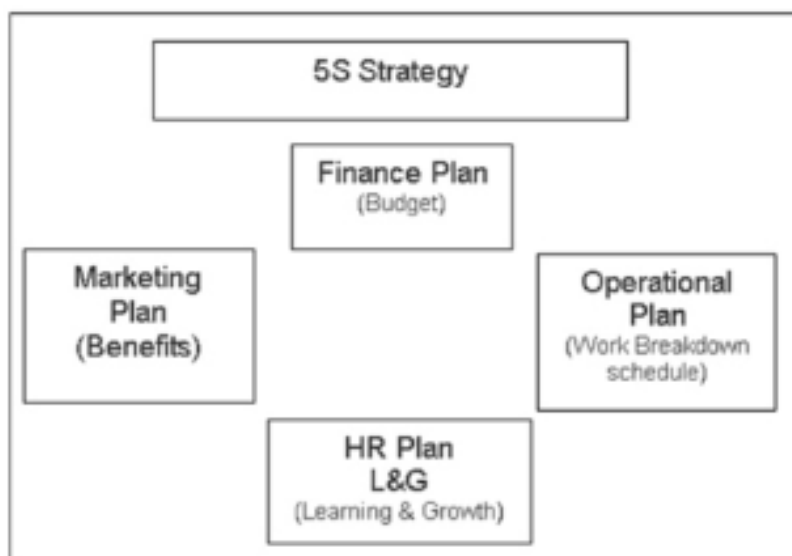 5S Strategy
Finance Plan
(Budget)
Marketing
Plan
(Benefits)
Operational
Plan
(Work Breakdown
schedule)
HR Plan
L&G
(Learning & Growth)